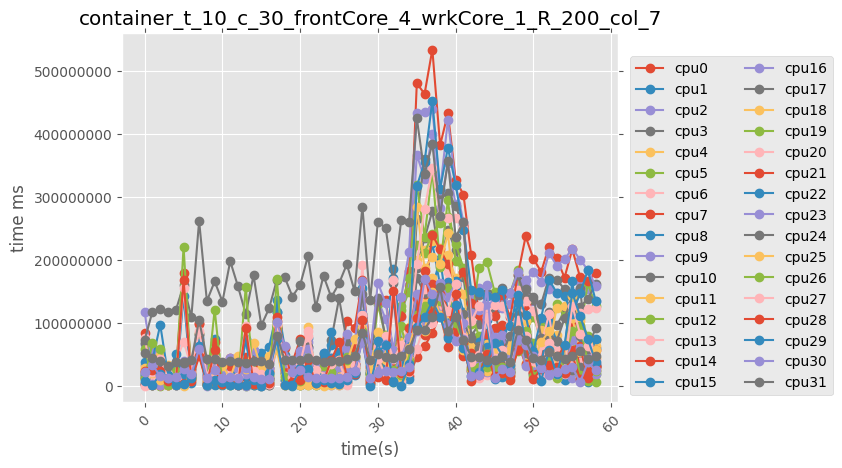 container_t_10_c_30_frontCore_4_wrkCore_1_R_200_col_7
time ms
500000000
400000000
300000000
200000000
100000000
0
0
10
20
30
40
50
60
time(s)
cpu0
cpu1
cpu2
cpu3
cpu4
cpu5
cpu6
cpu7
cpu8
cpu9
cpu10
cpu11
cpu12
cpu13
cpu14
cpu15
cpu16
cpu17
cpu18
cpu19
cpu20
cpu21
cpu22
cpu23
cpu24
cpu25
cpu26
cpu27
cpu28
cpu29
cpu30
cpu31